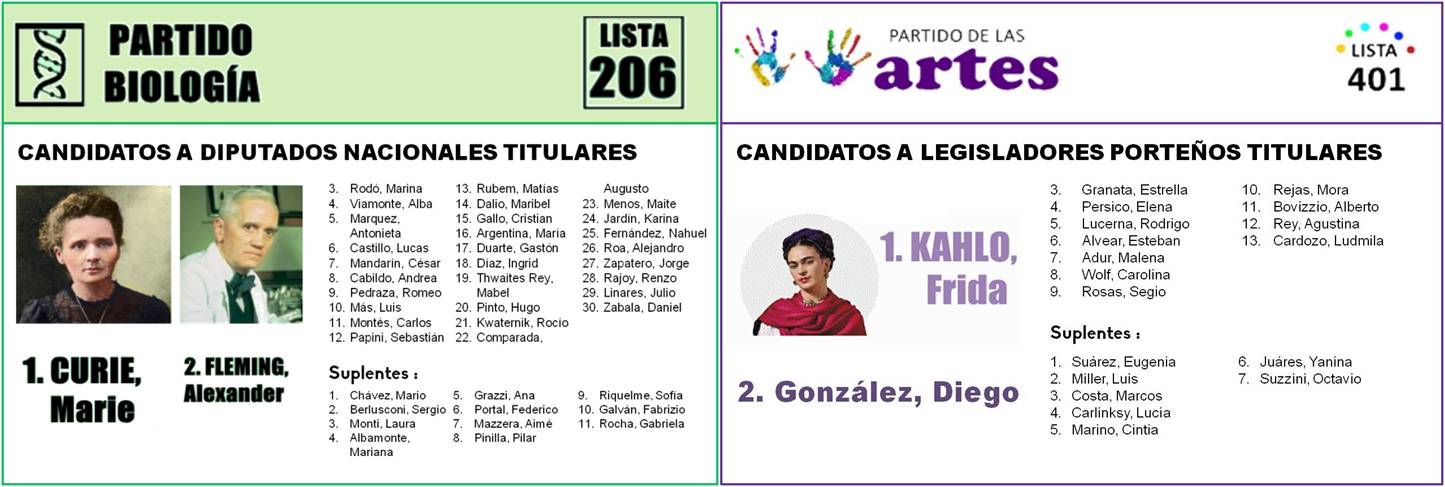 PARTIDO
BIOLOGÍA
LISTA
206
CANDIDATOS A DIPUTADOS NACIONALES TITULARES
1. CURIE,
Marie
2. FLEMING,
Alexander
3. Rodó, Marina
4. Viamonte, Alba
5. Marquez,
Antonieta
6. Castillo, Lucas
7. Mandarín, César
8. Cabildo, Andrea
9. Pedraza, Romeo
10. Más, Luis
11. Montés, Carlos
12. Papini, Sebastián
13. Rubem, Matías
14. Dalio, Maribel
15. Gallo, Cristian
16. Argentina, María
17. Duarte, Gastón
18. Díaz, Ingrid
19. Thwaites Rey,
Mabel
20. Pinto, Hugo
21. Kwaternik, Rocío
22. Comparada,
Augusto
23. Menos, Maite
24. Jardín, Karina
25. Fernández, Nahuel
26. Roa, Alejandro
27. Zapatero, Jorge
28. Rajoy, Renzo
29. Linares, Julio
30. Zabala, Daniel
Suplentes :
1. Chávez, Mario
2. Berlusconi, Sergio
3. Monti, Laura
4. Albamonte,
Mariana
5. Grazzi, Ana
6. Portal, Federico
7. Mazzera, Aimé
8. Pinilla, Pilar
9. Riquelme, Sofía
10. Galván, Fabrizio
11. Rocha, Gabriela
PARTIDO DE LAS
artes
LISTA
401
CANDIDATOS A LEGISLADORES PORTEÑOS TITULARES
1. KAHLO,
Frida
2. González, Diego
3. Granata, Estrella
4. Persico, Elena
5. Lucerna, Rodrigo
6. Alvear, Esteban
7. Adur, Malena
8. Wolf, Carolina
9. Rosas, Segio
10. Rejas, Mora
11. Bovizzio, Alberto
12. Rey, Agustina
13. Cardozo, Ludmila
Suplentes :
1. Suárez, Eugenia
2. Miller, Luis
3. Costa, Marcos
4. Carlinksy, Lucía
5. Marino, Cintia
6. Juáres, Yanina
7. Suzzini, Octavio